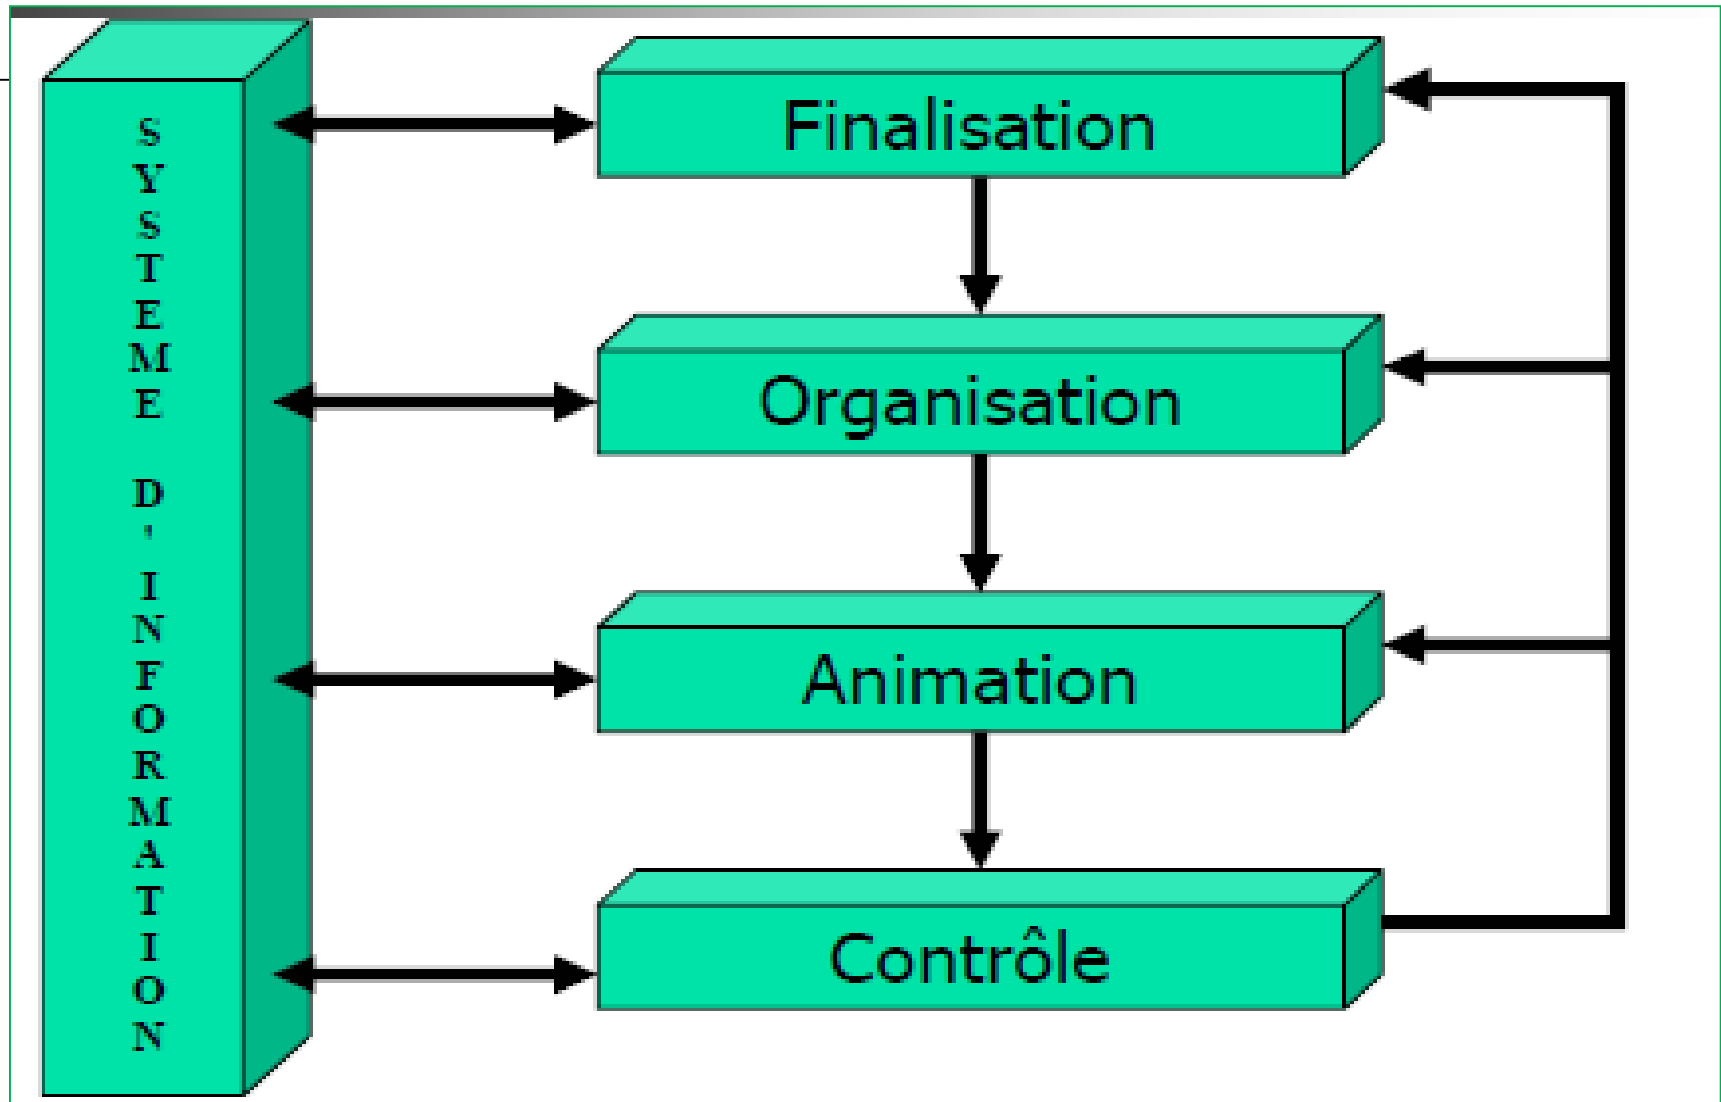 SYSTEME D'INFORMATION
Finalisation
Organisation
Animation
Contrôle